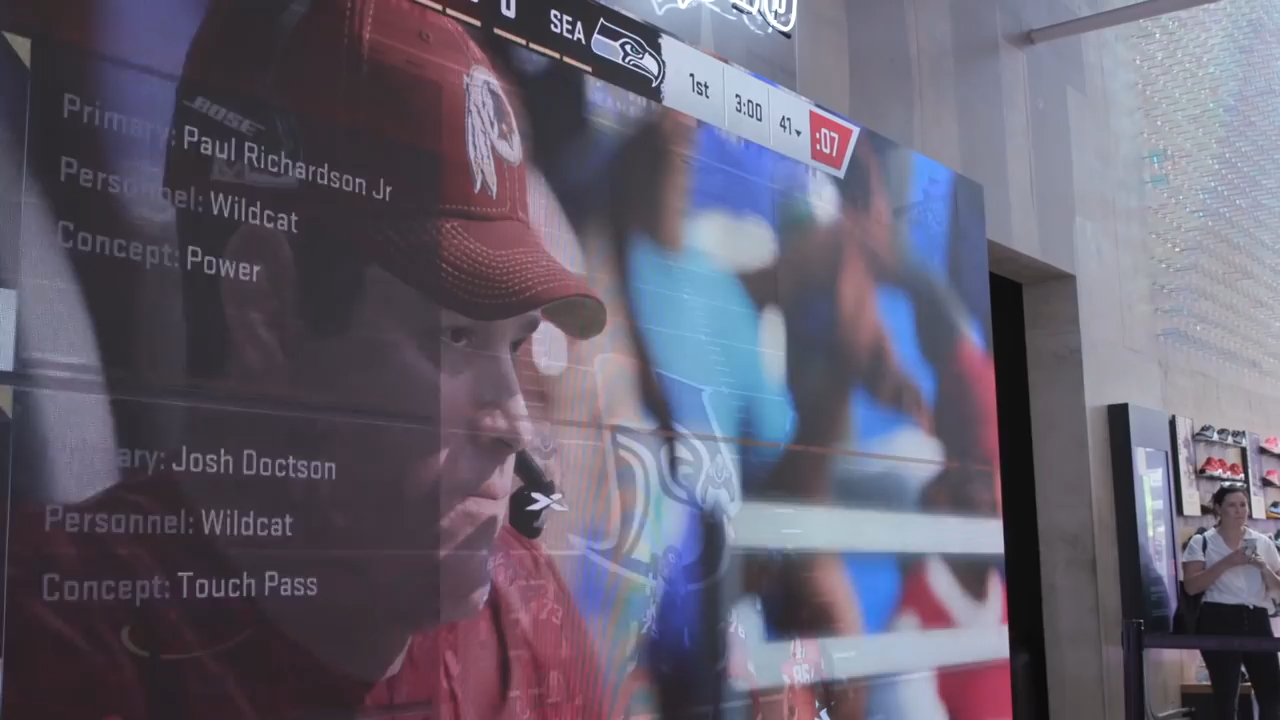 SEA
1st
3:00
41
:07
BOSE
Primary: Paul Richardson Jr
Personnel: Wildcat
Concept: Power
ary: Josh Doctson
Personnel: Wildcat
Concept: Touch Pass